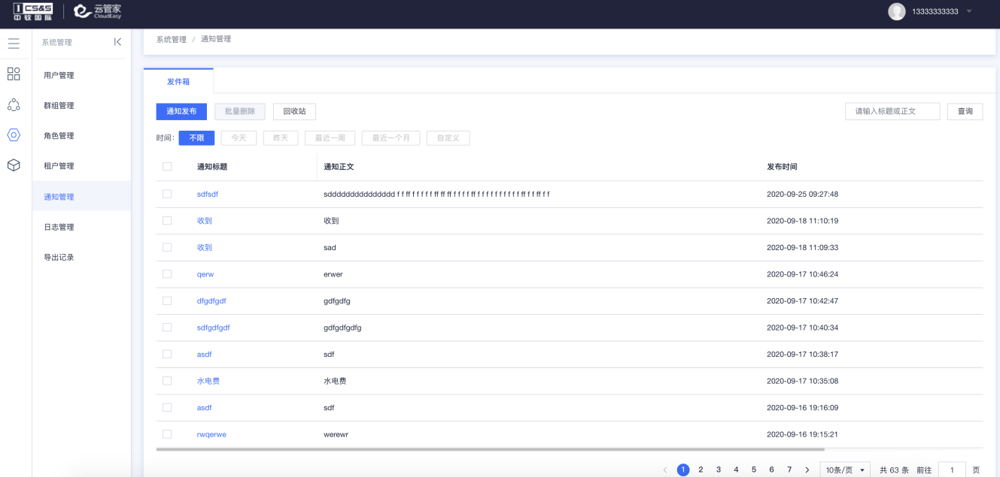 CS&S 中软国际 云管家 CloudEasy 13333333333
系统管理
系统管理 / 通知管理
用户管理
群组管理
角色管理
租户管理
通知管理
日志管理
导出记录
发件箱
通知发布 批量删除 回收站 请输入标题或正文 查询
时间: 不限 今天 昨天 最近一周 最近一个月 自定义
通知标题 通知正文 发布时间
sdfsdf 2020-09-25 09:27:48
收到 收到 2020-09-18 11:10:19
收到 sad 2020-09-18 11:09:33
qerw erwer 2020-09-17 10:46:24
dfgdfgdf gdfgdfg 2020-09-17 10:42:47
sdfgdfgdf gdfgdfgdfg 2020-09-17 10:40:34
asdf sdf 2020-09-17 10:38:17
水电费 水电费 2020-09-17 10:35:08
asdf sdf 2020-09-16 19:16:09
rwqerwe werewr 2020-09-16 19:15:21
1 2 3 4 5 6 7 10条/页 共 63 条 前往 1 页